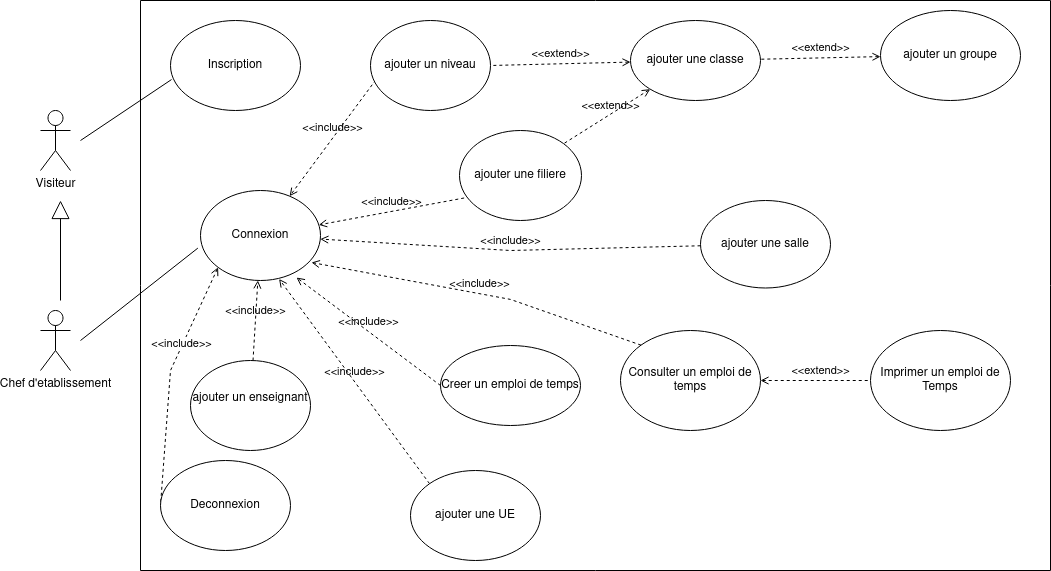 Inscription
ajouter un niveau
<<extend>>
ajouter une classe
<<extend>>
ajouter un groupe
<<extend>>
<<include>>
Visiteur
ajouter une filiere
<<include>>
Connexion
<<include>>
ajouter une salle
<<include>>
<<include>>
<<include>>
<<include>>
Chef d'etablissement
<<include>>
Creer un emploi de temps
Consulter un emploi de
temps
<<extend>>
Imprimer un emploi de
Temps
ajouter un enseignant
Deconnexion
ajouter une UE